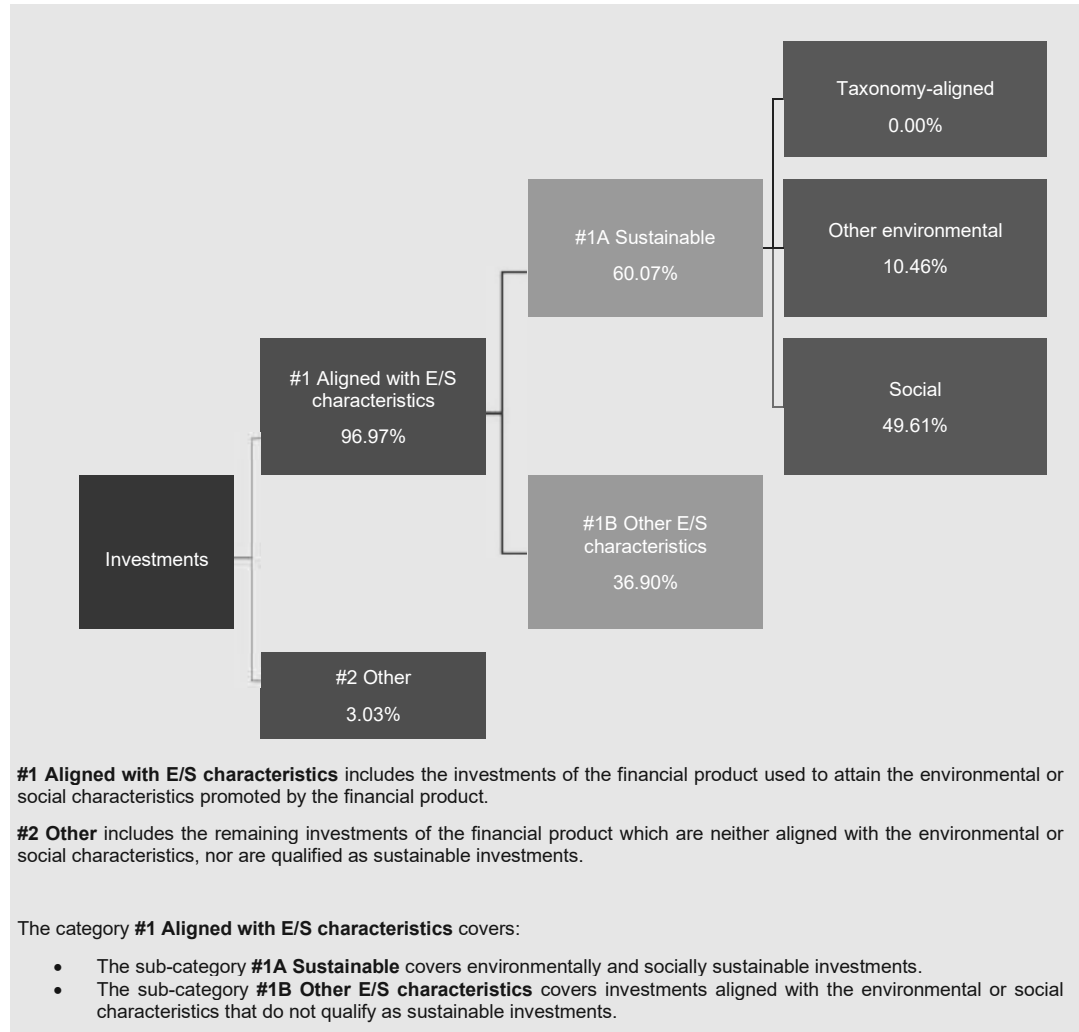 Taxonomy-aligned
0.00%
#1A Sustainable
60.07%
Other environmental
10.46%
#1 Aligned with E/S
characteristics
96.97%
Social
49.61%
Investments
#1B Other E/S
characteristics
36.90%
#2 Other
3.03%
#1 Aligned with E/S characteristics includes the investments of the financial product used to attain the environmental or
social characteristics promoted by the financial product.
#2 Other includes the remaining investments of the financial product which are neither aligned with the environmental or
social characteristics, nor are qualified as sustainable investments.
The category #1 Aligned with E/S characteristics covers:
• The sub-category #1A Sustainable covers environmentally and socially sustainable investments.
• The sub-category #1B Other E/S characteristics covers investments aligned with the environmental or social
characteristics that do not qualify as sustainable investments.